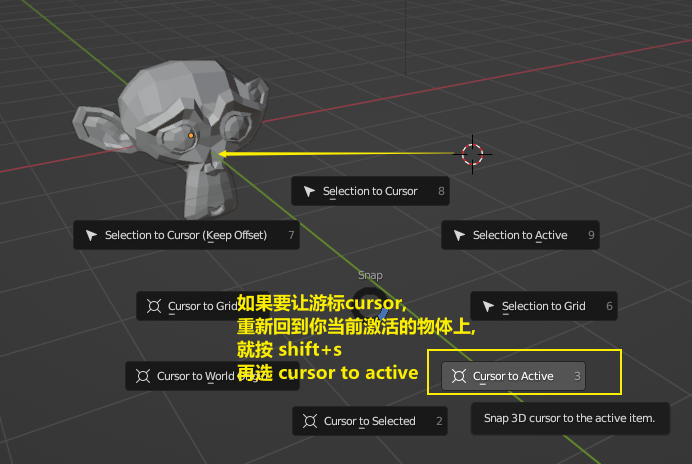 Selection to Cursor 8
Selection to Cursor (Keep Offset) 7
Selection to Active 9
Snap
Cursor to Grid
Selection to Grid 6
如果要让游标cursor,
重新回到你当前激活的物体上,
就按 shift+s
再选 cursor to active
Cursor to World
Cursor to Active 3
Cursor to Selected 2
Snap 3D cursor to the active item.